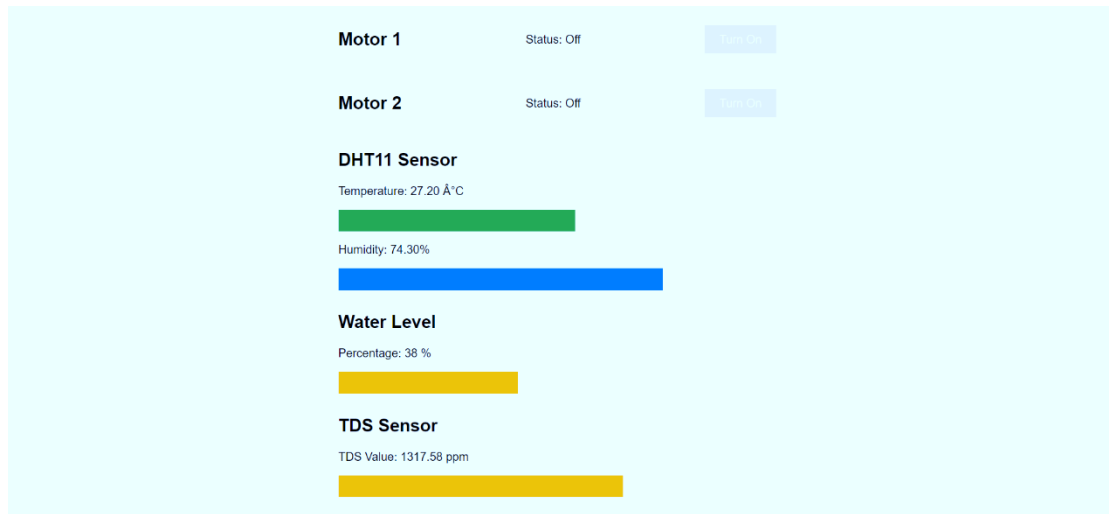 Motor 1 Status: Off Turn On
Motor 2 Status: Off Turn On
DHT11 Sensor
Temperature: 27.20 Â°C
Humidity: 74.30%
Water Level
Percentage: 38 %
TDS Sensor
TDS Value: 1317.58 ppm